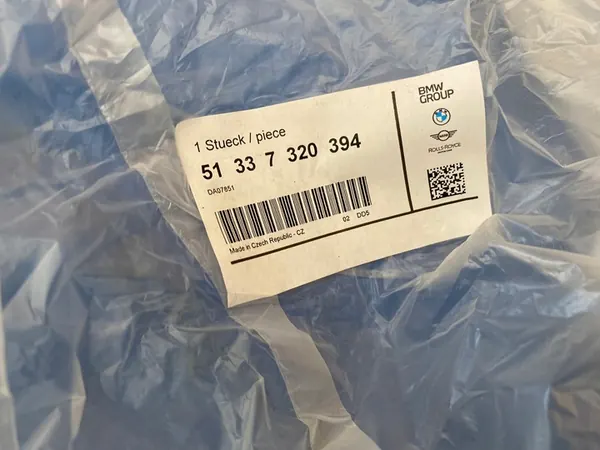 1 Stueck / piece
51 33 7 320 394
DA07851
02 DO5
Made in Czech Republic - CZ
BMW
GROUP
ROLLS-ROYCE